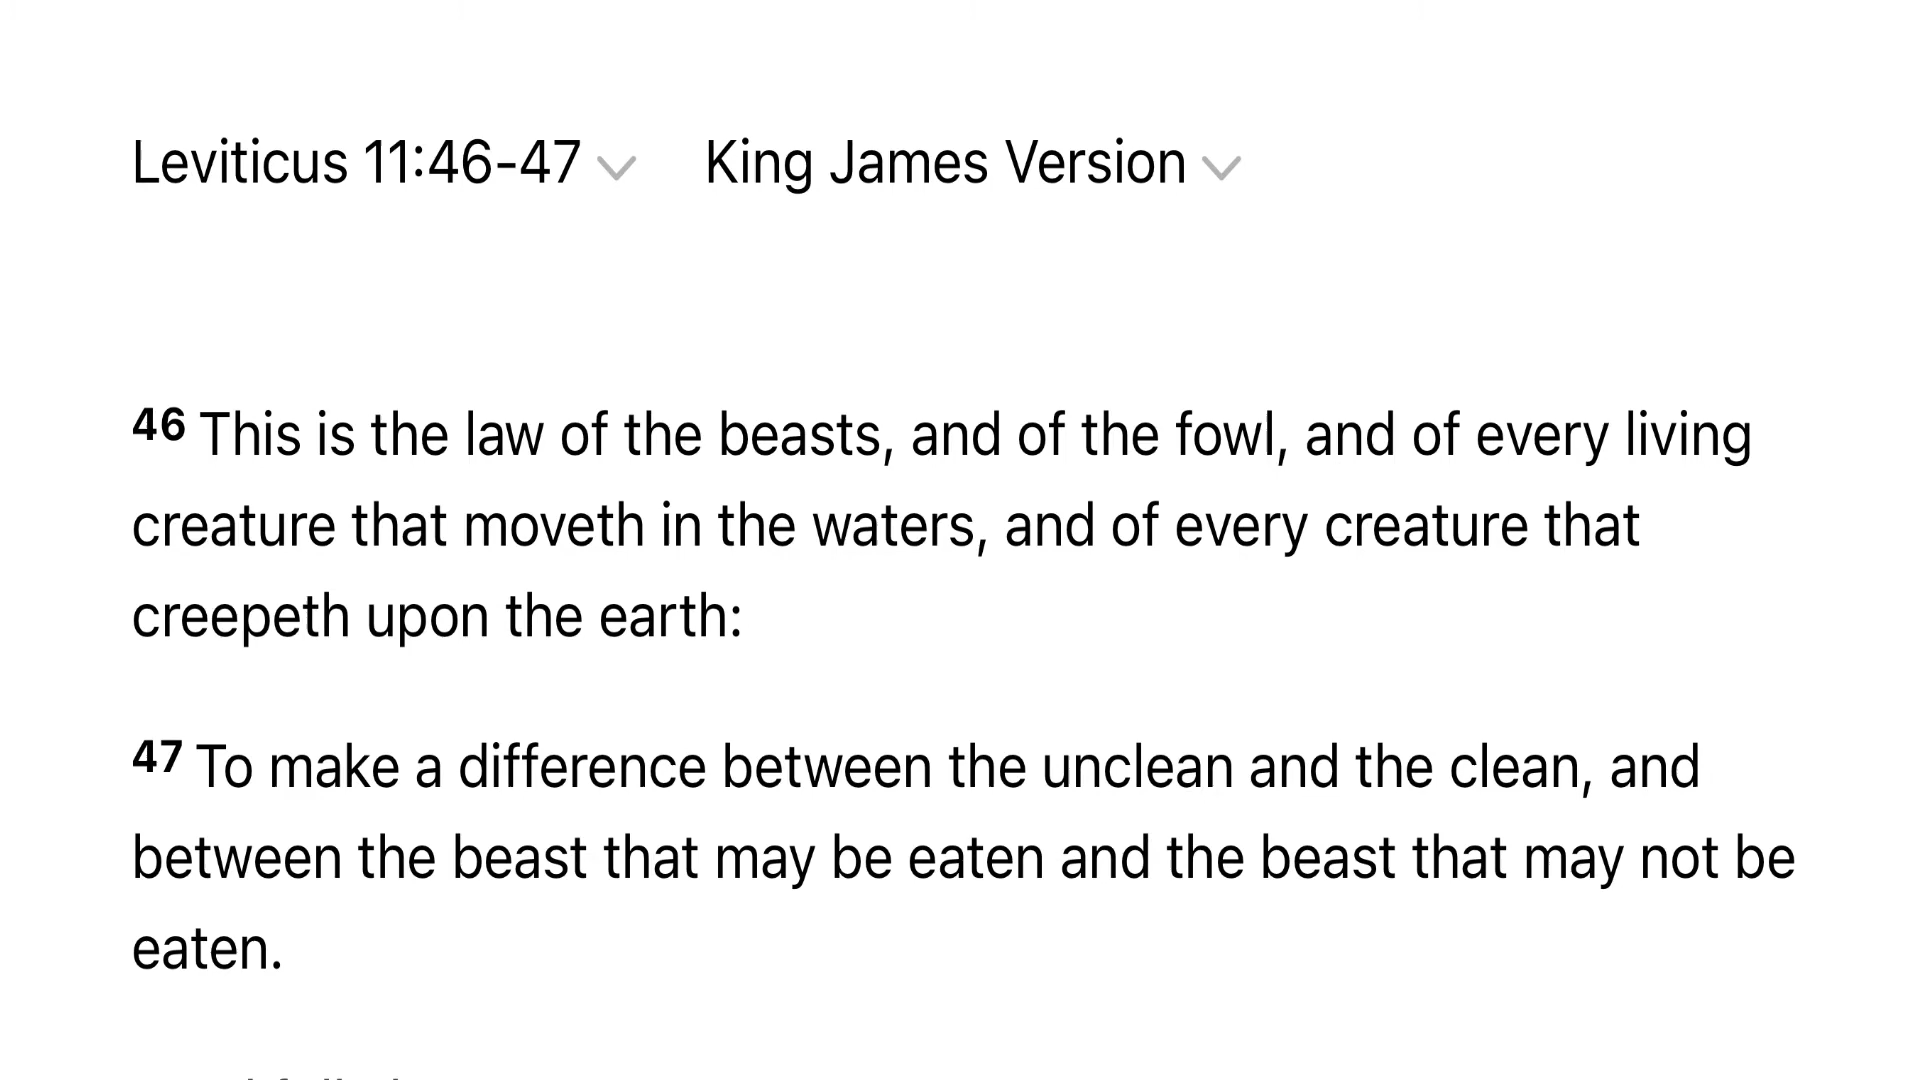 Leviticus 11:46-47 King James Version
46 This is the law of the beasts, and of the fowl, and of every living
creature that moveth in the waters, and of every creature that
creepeth upon the earth:
47 To make a difference between the unclean and the clean, and
between the beast that may be eaten and the beast that may not be
eaten.